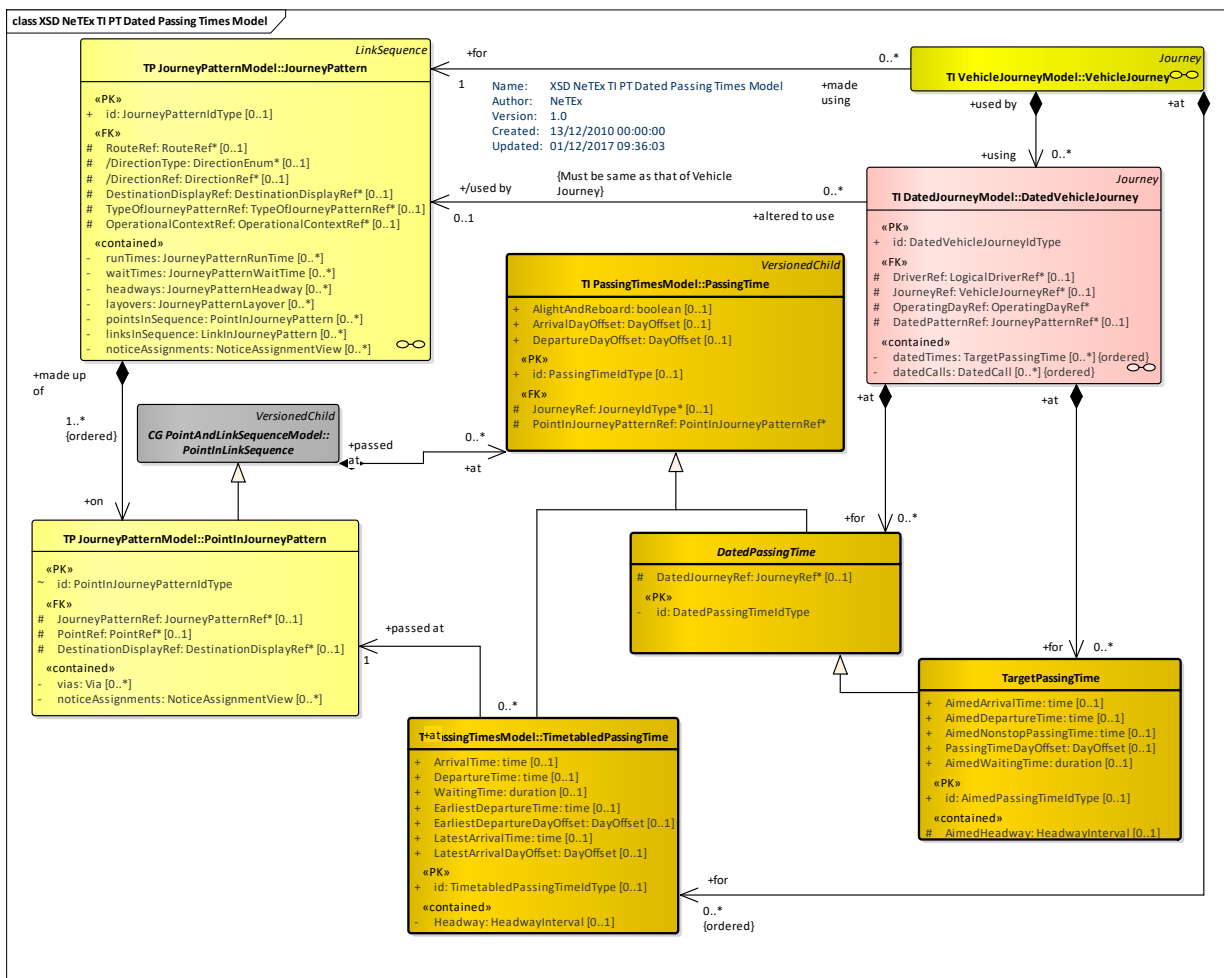 class XSD NeTEx TI PT Dated Passing Times Model
LinkSequence
TP JourneyPatternModel::JourneyPattern
«PK»
+ id: JourneyPatternIdType [0..1]
«FK»
# RouteRef: RouteRef* [0..1]
# /DirectionType: DirectionEnum* [0..1]
# /DirectionRef: DirectionRef* [0..1]
# DestinationDisplayRef: DestinationDisplayRef* [0..1]
# TypeOfJourneyPatternRef: TypeOfJourneyPatternRef* [0..1]
# OperationalContextRef: OperationalContextRef* [0..1]
«contained»
- runTimes: JourneyPatternRunTime [0..*]
- waitTimes: JourneyPatternWaitTime [0..*]
- headways: JourneyPatternHeadway [0..*]
- layovers: JourneyPatternLayover [0..*]
- pointsInSequence: PointInJourneyPattern [0..*]
- linksInSequence: LinkInJourneyPattern [0..*]
- noticeAssignments: NoticeAssignmentView [0..*]
+for
1
0..*
+made
using
Name: XSD NeTEx TI PT Dated Passing Times Model
Author: NeTEx
Version: 1.0
Created: 13/12/2010 00:00:00
Updated: 01/12/2017 09:36:03
Journey
TI VehicleJourneyModel::VehicleJourney
+used by
+at
+using
0..*
+/used by
0..1
{Must be same as that of Vehicle
Journey}
0..*
+altered to use
Journey
TI DatedJourneyModel::DatedVehicleJourney
«PK»
+ id: DatedVehicleJourneyIdType
«FK»
# DriverRef: LogicalDriverRef* [0..1]
# JourneyRef: VehicleJourneyRef* [0..1]
# OperatingDayRef: OperatingDayRef*
# DatedPatternRef: JourneyPatternRef* [0..1]
«contained»
- datedTimes: TargetPassingTime [0..*] {ordered}
- datedCalls: DatedCall [0..*] {ordered}
VersionedChild
TI PassingTimesModel::PassingTime
+ AlightAndReboard: boolean [0..1]
+ ArrivalDayOffset: DayOffset [0..1]
+ DepartureDayOffset: DayOffset [0..1]
«PK»
+ id: PassingTimeIdType [0..1]
«FK»
# JourneyRef: JourneyIdType* [0..1]
# PointInJourneyPatternRef: PointInJourneyPatternRef*
+made up
of
1..*
{ordered}
+on
VersionedChild
CG PointAndLinkSequenceModel::
PointInLinkSequence
+passed
at
0..*
+at
+at
+at
+for
0..*
TP JourneyPatternModel::PointInJourneyPattern
«PK»
~ id: PointInJourneyPatternIdType
«FK»
# JourneyPatternRef: JourneyPatternRef* [0..1]
# PointRef: PointRef* [0..1]
# DestinationDisplayRef: DestinationDisplayRef* [0..1]
«contained»
- vias: Via [0..*]
- noticeAssignments: NoticeAssignmentView [0..*]
DatedPassingTime
# DatedJourneyRef: JourneyRef* [0..1]
«PK»
- id: DatedPassingTimeIdType
+passed at
1
0..*
+for
0..*
TargetPassingTime
+ AimedArrivalTime: time [0..1]
+ AimedDepartureTime: time [0..1]
+ AimedNonstopPassingTime: time [0..1]
+ PassingTimeDayOffset: DayOffset [0..1]
+ AimedWaitingTime: duration [0..1]
«PK»
+ id: AimedPassingTimeIdType [0..1]
«contained»
# AimedHeadway: HeadwayInterval [0..1]
+at
ssingTimesModel::TimetabledPassingTime
+ ArrivalTime: time [0..1]
+ DepartureTime: time [0..1]
+ WaitingTime: duration [0..1]
+ EarliestDepartureTime: time [0..1]
+ EarliestDepartureDayOffset: DayOffset [0..1]
+ LatestArrivalTime: time [0..1]
+ LatestArrivalDayOffset: DayOffset [0..1]
«PK»
+ id: TimetabledPassingTimeIdType [0..1]
«contained»
- Headway: HeadwayInterval [0..1]
+for
0..*
{ordered}